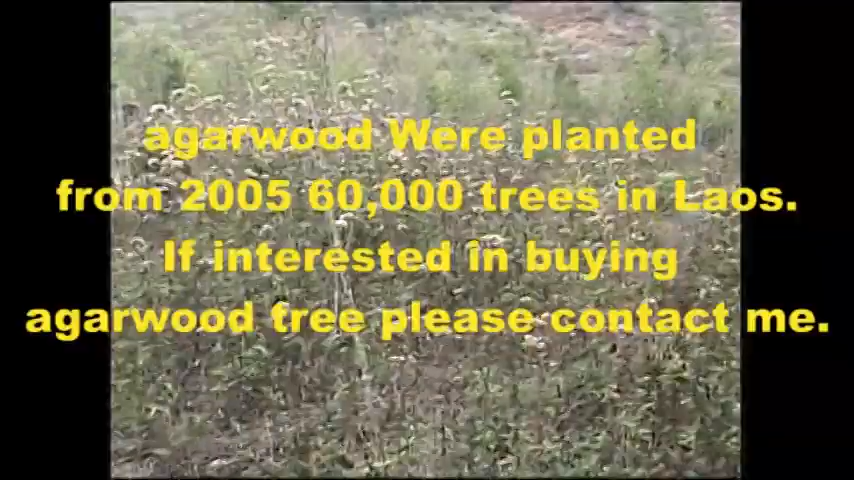 agarwood Were planted
from 2005 60,000 trees in Laos.
If interested in buying
agarwood tree please contact me.